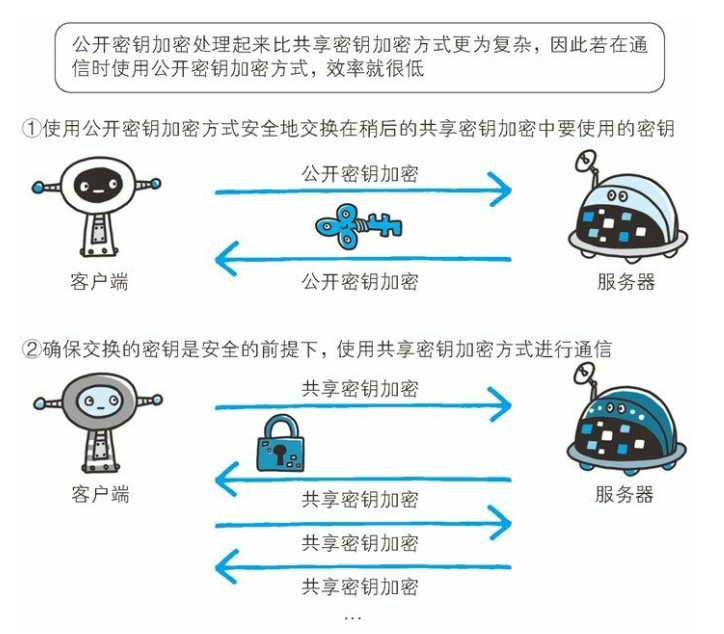 公开密钥加密处理起来比共享密钥加密方式更为复杂，因此若在通
信时使用公开密钥加密方式，效率就很低
①使用公开密钥加密方式安全地交换在稍后的共享密钥加密中要使用的密钥
公开密钥加密
客户端
公开密钥加密
服务器
②确保交换的密钥是安全的前提下，使用共享密钥加密方式进行通信
共享密钥加密
客户端
共享密钥加密
服务器
共享密钥加密
共享密钥加密
…